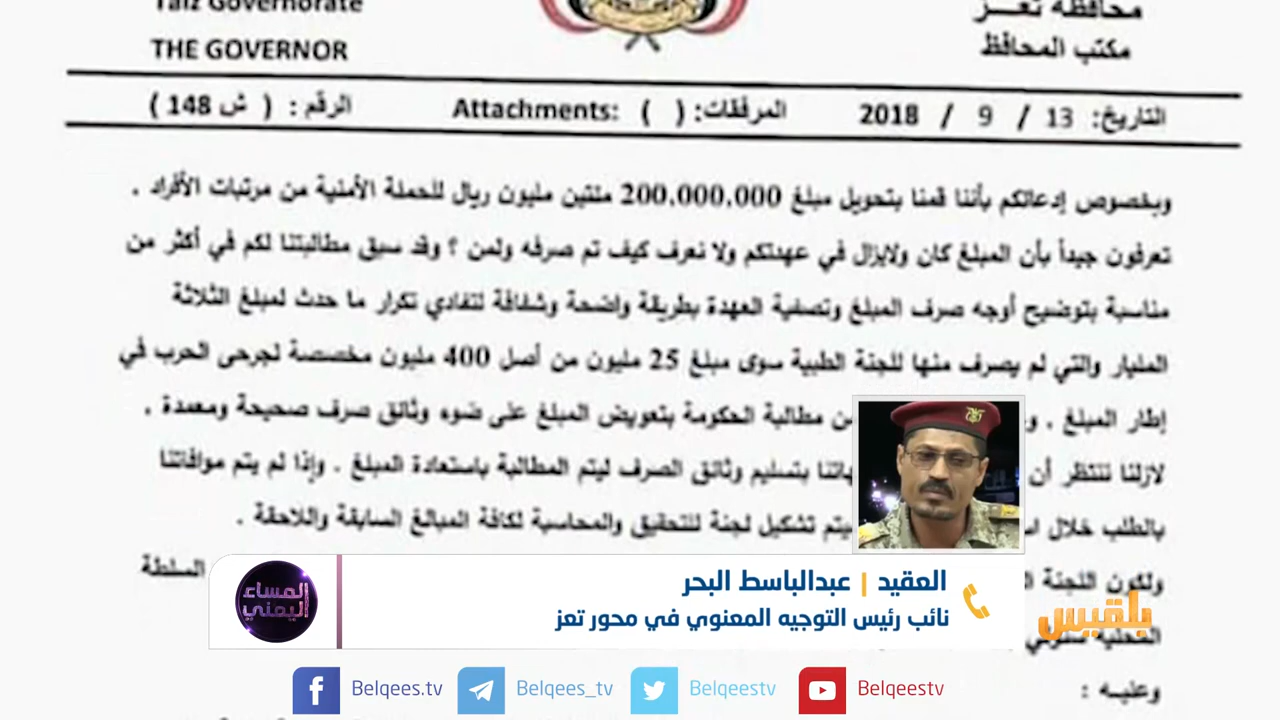 Taiz Governorate
محافظة تعز
THE GOVERNOR
مكتب المحافظ
التاريخ: 13 / 9 / 2018 المرفقات: ( ) Attachments: الرقم : ( ش 148 )
وبخصوص إدعائكم بأننا قمنا بتحويل مبلغ 200,000,000 مئتين مليون ريال للحملة الأمنية من مرتبات الأفراد .
تعرفون جيداً بأن المبلغ كان ولايزال في عهدتكم ولا نعرف كيف تم صرفه ولمن ؟ وقد سبق مطالبتنا لكم في أكثر من
مناسبة بتوضيح أوجه صرف المبلغ وتصفية العهدة بطريقة واضحة وشفافة لتفادي تكرار ما حدث لمبلغ الثلاثة
المليار والتي لم يصرف منها للجنة الطبية سوى مبلغ 25 مليون من أصل 400 مليون مخصصة لجرحى الحرب في
إطار المبلغ . من مطالبة الحكومة بتعويض المبلغ على ضوء وثائق صرف صحيحة ومعمدة .
لازلنا ننتظر أن بتسليم وثائق الصرف ليتم المطالبة باستعادة المبلغ . وإذا لم يتم موافاتنا
بالطلب خلال تشكيل لجنة للتحقيق والمحاسبة لكافة المبالغ السابقة واللاحقة .
ولكون اللجنة السلطة
المحلية
وعليه :
العقيد | عبدالباسط البحر
نائب رئيس التوجيه المعنوي في محور تعز
المساء
اليمني
بلقيس
Belqees.tv Belqees_tv Belqeestv Belqeestv